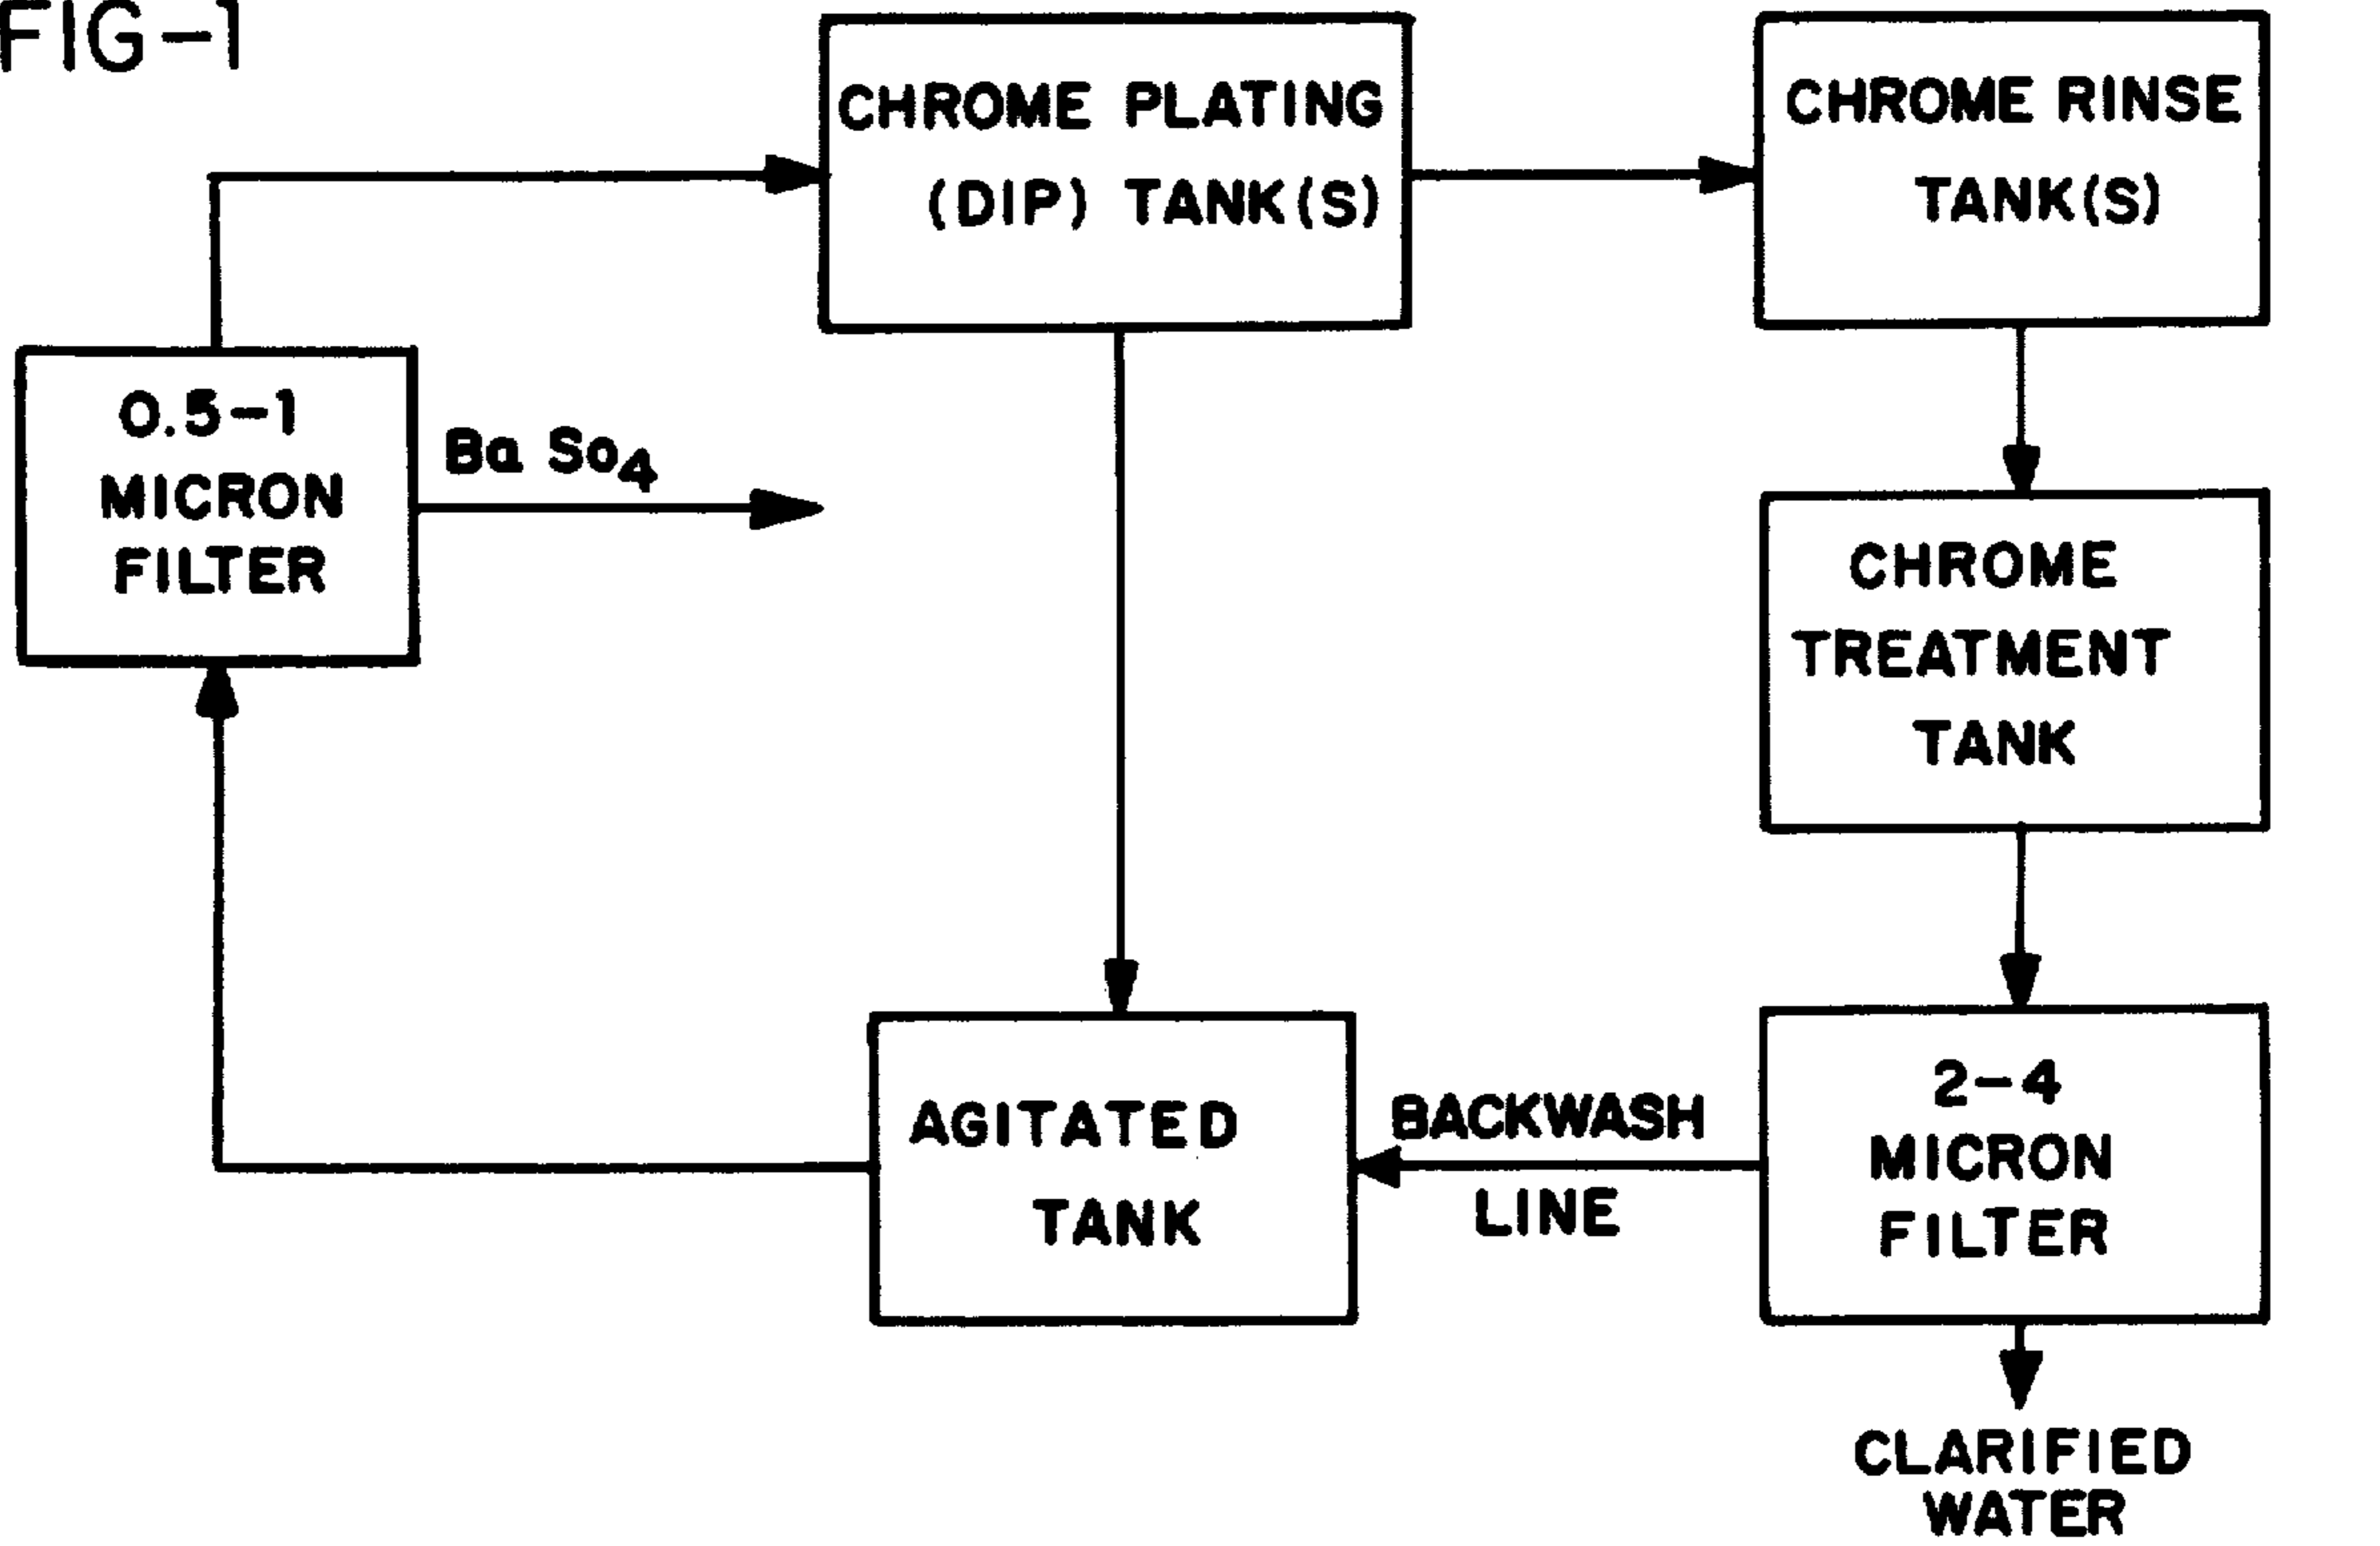 FIG-1
CHROME PLATING
(DIP) TANK(S)
CHROME RINSE
TANK(S)
0.5-1
MICRON
FILTER
Ba So4
CHROME
TREATMENT
TANK
AGITATED
TANK
BACKWASH
LINE
2-4
MICRON
FILTER
CLARIFIED
WATER